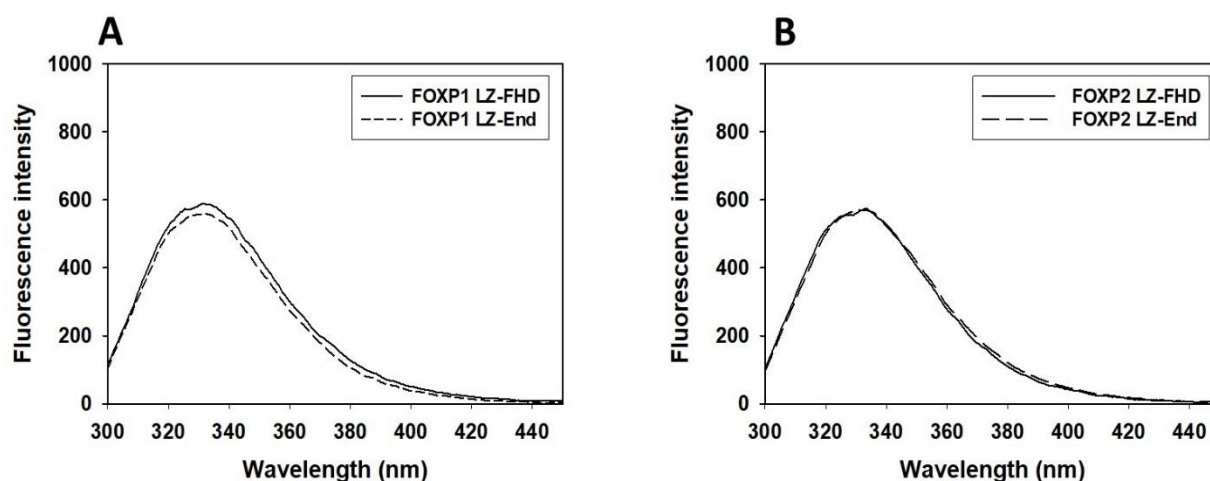 A
1000
800
600
400
200
0
Fluorescence intensity
FOXP1 LZ-FHD
FOXP1 LZ-End
300 320 340 360 380 400 420 440
Wavelength (nm)
B
1000
800
600
400
200
0
Fluorescence intensity
FOXP2 LZ-FHD
FOXP2 LZ-End
300 320 340 360 380 400 420 440
Wavelength (nm)